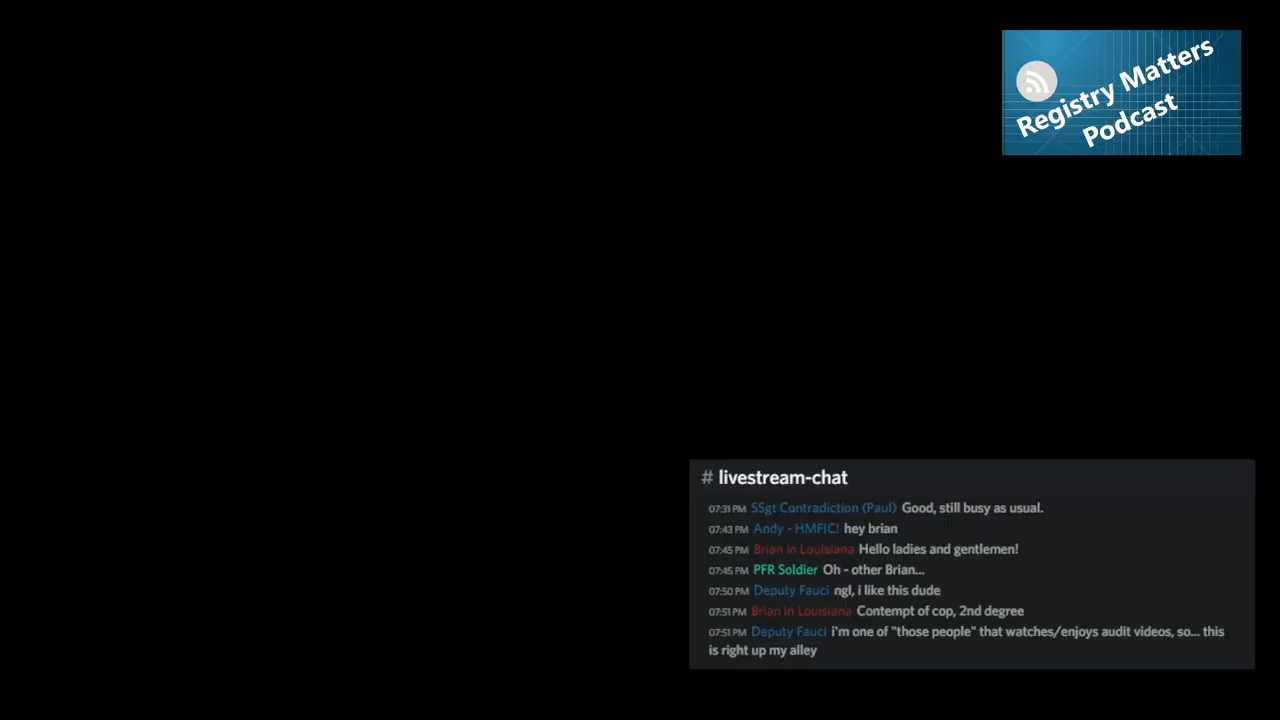 Registry Matters
Podcast
# livestream-chat
07:31 PM SSgt Contradiction (Paul) Good, still busy as usual.
07:43 PM Andy - HMFIC! hey brian
07:45 PM Brian in Louisiana Hello ladies and gentlemen!
07:45 PM PFR Soldier Oh - other Brian...
07:50 PM Deputy Fauci ngl, i like this dude
07:51 PM Brian in Louisiana Contempt of cop, 2nd degree
07:51 PM Deputy Fauci i'm one of "those people" that watches/enjoys audit videos, so... this
is right up my alley